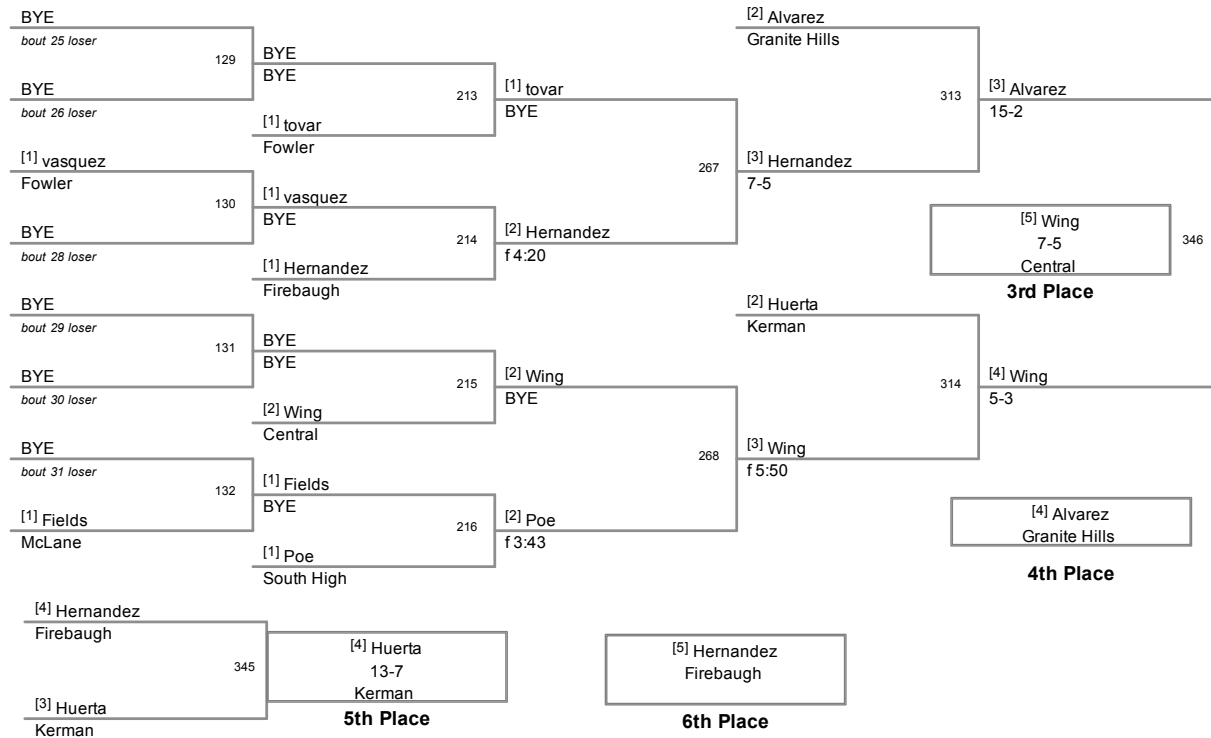 BYE
bout 25 loser
129
BYE
bout 26 loser
[1] vasquez
Fowler
130
BYE
bout 28 loser
BYE
bout 29 loser
131
BYE
bout 30 loser
BYE
bout 31 loser
132
[1] Fields
McLane
BYE
BYE
213
[1] tovar
Fowler
[1] vasquez
BYE
214
[1] Hernandez
Firebaugh
BYE
BYE
215
[2] Wing
Central
[1] Fields
BYE
216
[1] Poe
South High
[1] tovar
BYE
267
[2] Hernandez
f 4:20
[2] Wing
BYE
268
[2] Poe
f 3:43
[2] Alvarez
Granite Hills
313
[3] Hernandez
7-5
[2] Huerta
Kerman
314
[3] Wing
f 5:50
[3] Alvarez
15-2
[5] Wing
7-5
Central
346
3rd Place
[4] Wing
5-3
[4] Alvarez
Granite Hills
4th Place
[4] Hernandez
Firebaugh
345
[3] Huerta
Kerman
[4] Huerta
13-7
Kerman
5th Place
[5] Hernandez
Firebaugh
6th Place